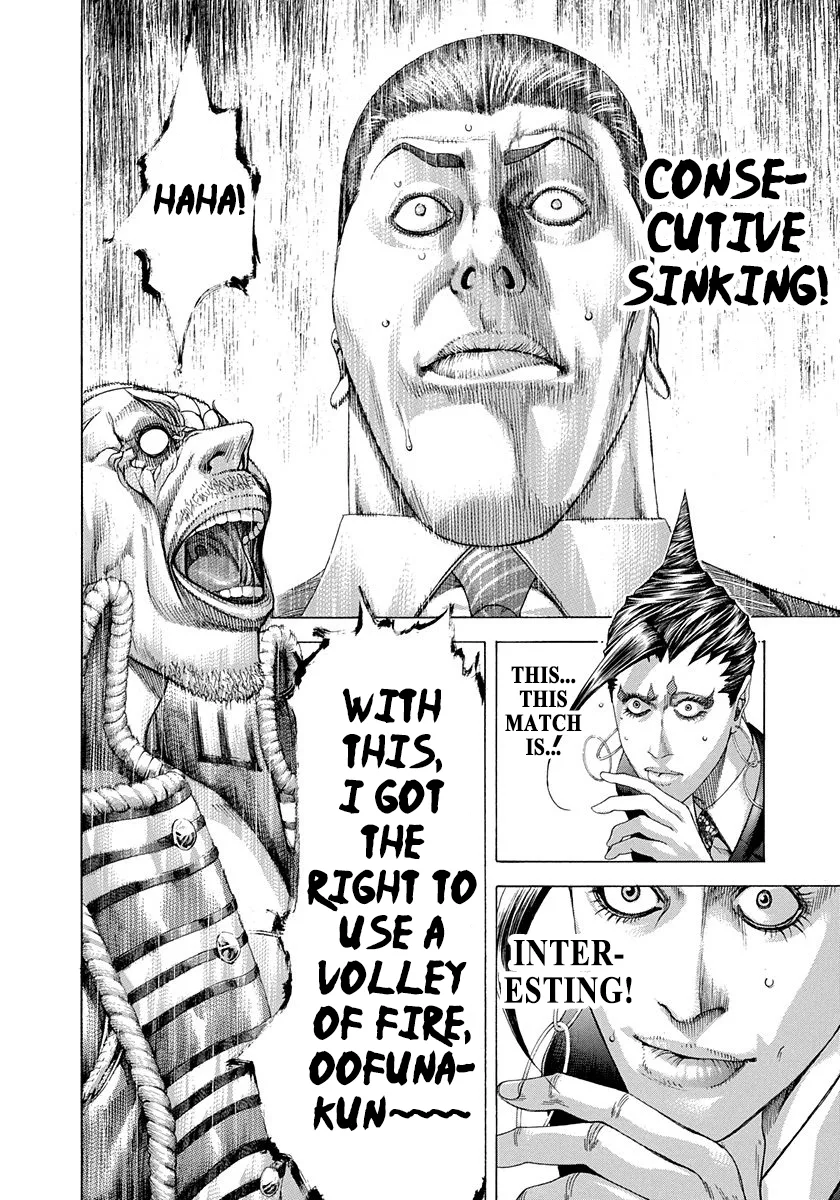 CONSE-
CUTIVE
SINKING!
HAHA!
THIS...
THIS
MATCH
IS...
INTER-
ESTING!
WITH
THIS,
I GOT
THE
RIGHT TO
USE A
VOLLEY
OF FIRE,
OOFUNA-
KUN~~~~